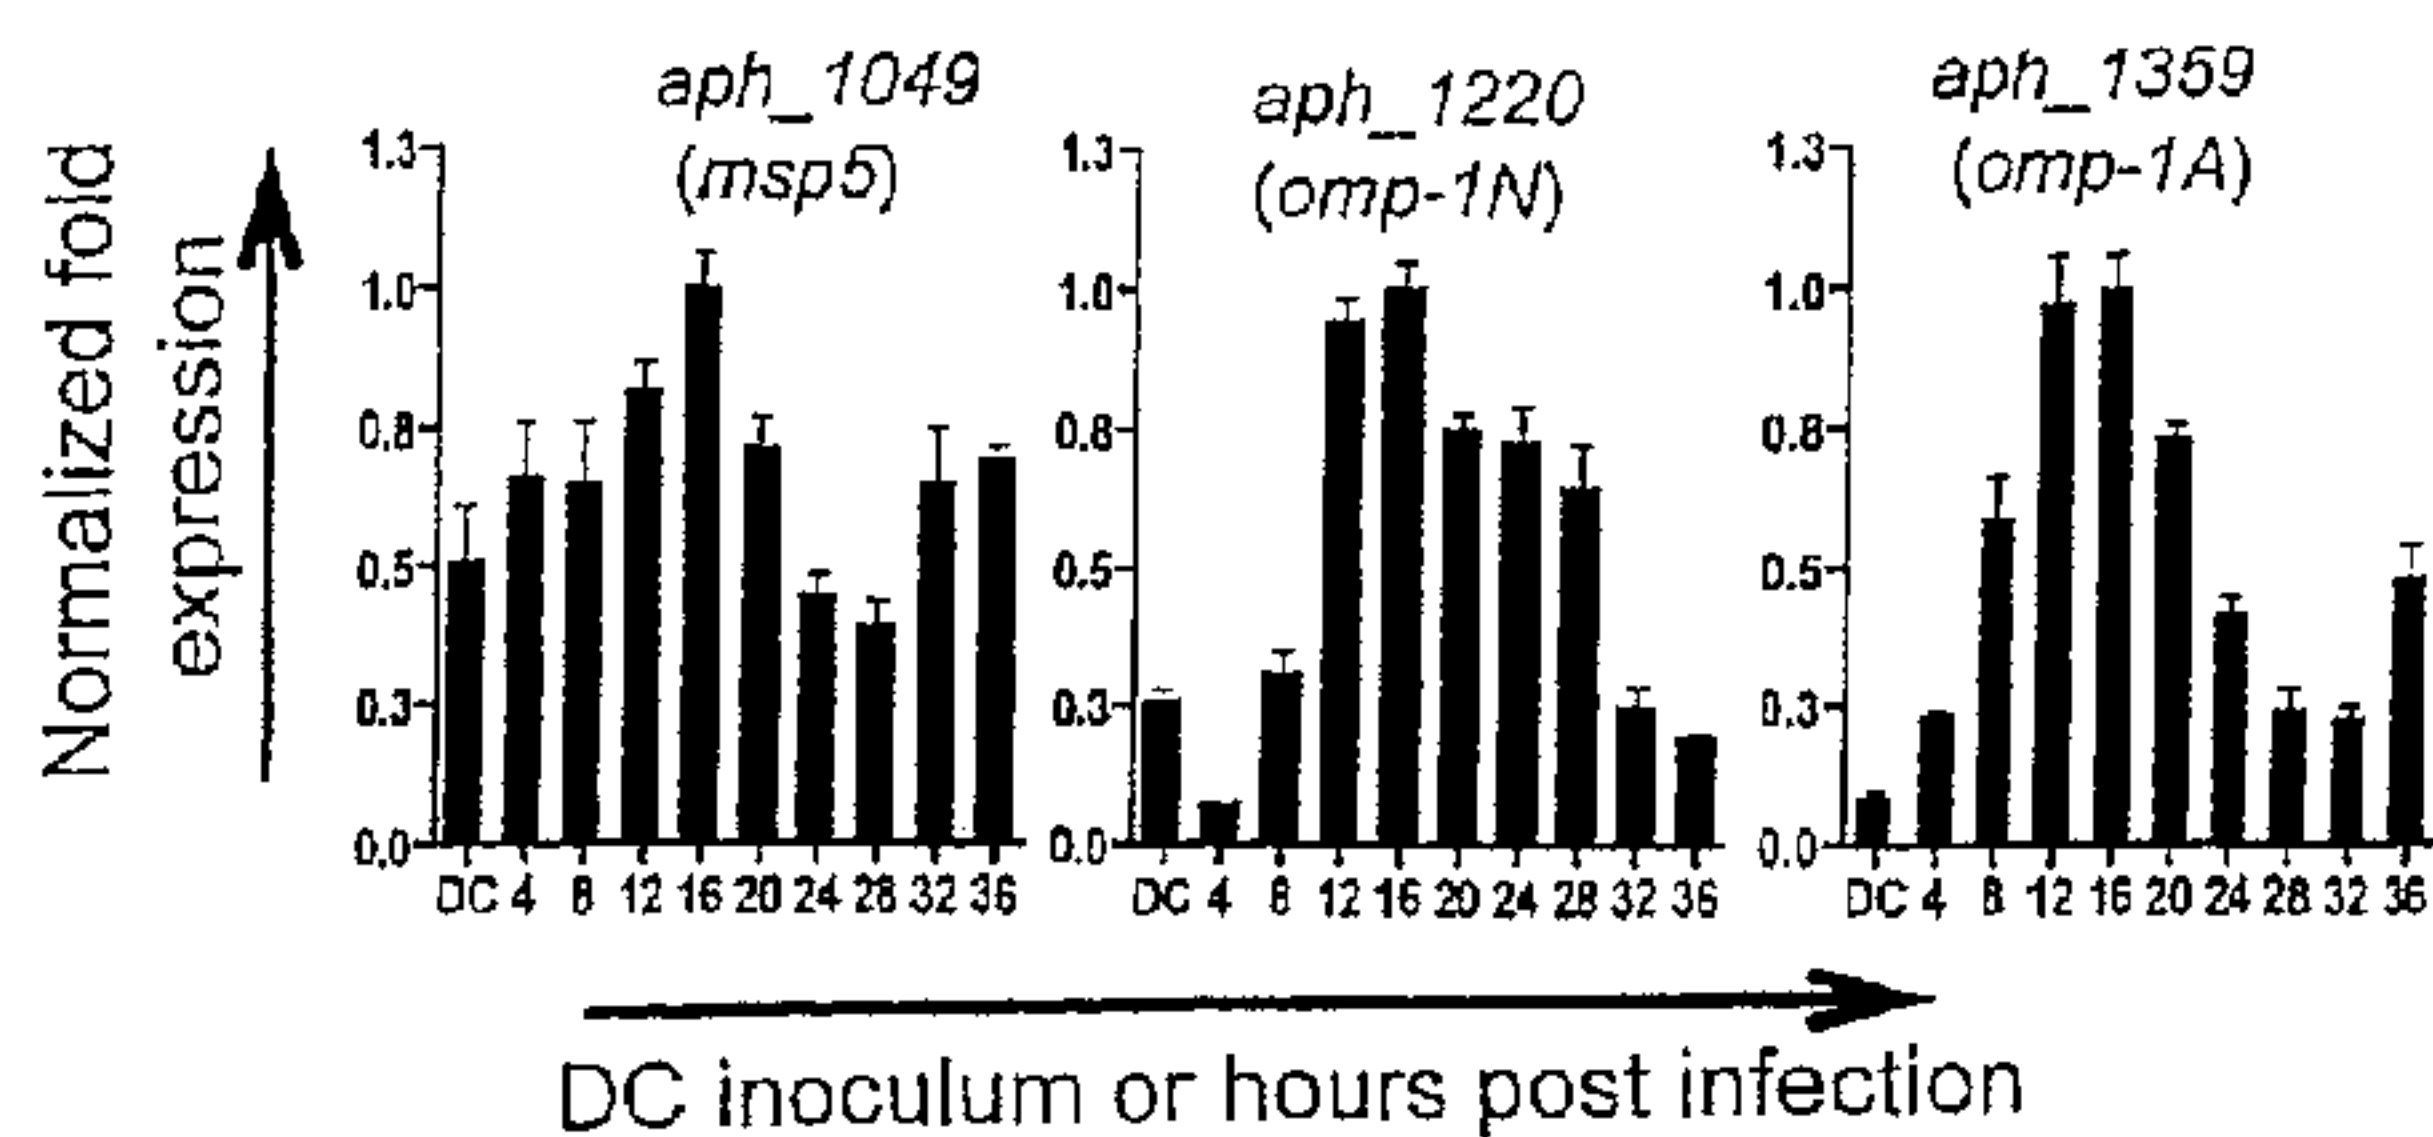 Normalized fold
expression
aph_1049
(msp5)
1.3
1.0
0.8
0.5
0.3
0.0
DC 4 8 12 16 20 24 28 32 36
aph_1220
(omp-1N)
1.3
1.0
0.8
0.5
0.3
0.0
DC 4 8 12 16 20 24 28 32 36
aph_1359
(omp-1A)
1.3
1.0
0.8
0.5
0.3
0.0
DC 4 8 12 16 20 24 28 32 36
DC inoculum or hours post infection